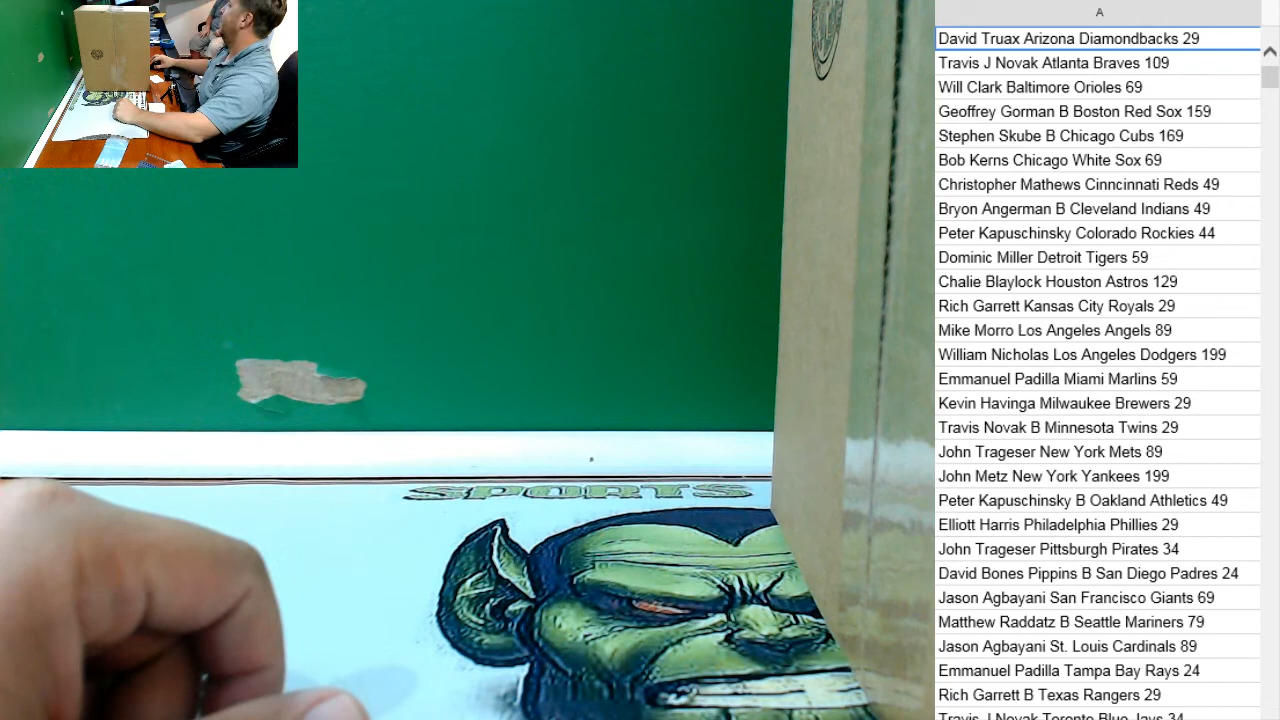 A
David Truax Arizona Diamondbacks 29
Travis J Novak Atlanta Braves 109
Will Clark Baltimore Orioles 69
Geoffrey Gorman B Boston Red Sox 159
Stephen Skube B Chicago Cubs 169
Bob Kerns Chicago White Sox 69
Christopher Mathews Cinncinnati Reds 49
Bryon Angerman B Cleveland Indians 49
Peter Kapuschinsky Colorado Rockies 44
Dominic Miller Detroit Tigers 59
Chalie Blaylock Houston Astros 129
Rich Garrett Kansas City Royals 29
Mike Morro Los Angeles Angels 89
William Nicholas Los Angeles Dodgers 199
Emmanuel Padilla Miami Marlins 59
Kevin Havinga Milwaukee Brewers 29
Travis Novak B Minnesota Twins 29
John Trageser New York Mets 89
John Metz New York Yankees 199
Peter Kapuschinsky B Oakland Athletics 49
Elliott Harris Philadelphia Phillies 29
John Trageser Pittsburgh Pirates 34
David Bones Pippins B San Diego Padres 24
Jason Agbayani San Francisco Giants 69
Matthew Raddatz B Seattle Mariners 79
Jason Agbayani St. Louis Cardinals 89
Emmanuel Padilla Tampa Bay Rays 24
Rich Garrett B Texas Rangers 29
Travis J Novak Toronto Blue Jays 34
SPORTS